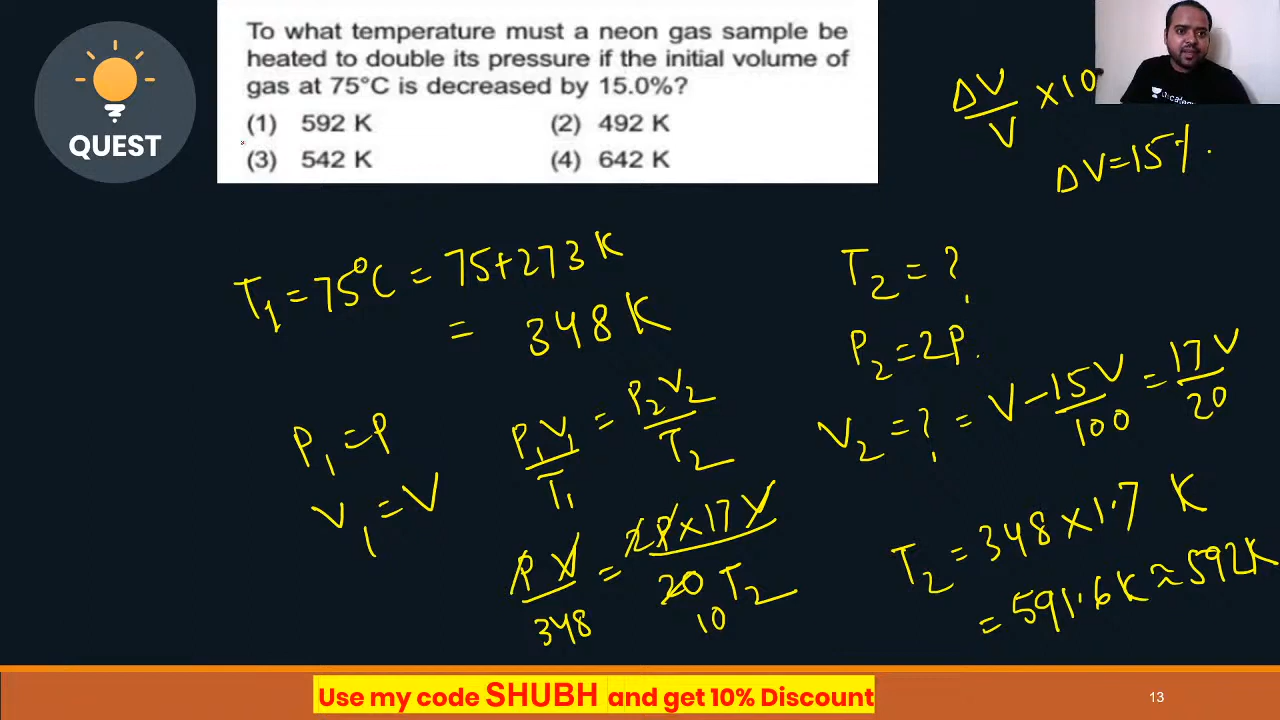 To what temperature must a neon gas sample be
heated to double its pressure if the initial volume of
gas at 75°C is decreased by 15.0%?
(1) 592 K (2) 492 K
(3) 542 K (4) 642 K
QUEST
ΔV/V × 10
ΔV = 15%.
T₁ = 75°C = 75+273 K
= 348 K
T₂ = ?
P₂ = 2P.
P₁ = P
V₁ = V
P₁V₁/T₁ = P₂V₂/T₂
V₂ = ? = V − 15V/100 = 17V/20
PV/348 = 2P×17V/20 T₂
10
T₂ = 348 × 1.7 K
= 591.6K ≈ 592K
Use my code SHUBH and get 10% Discount
13